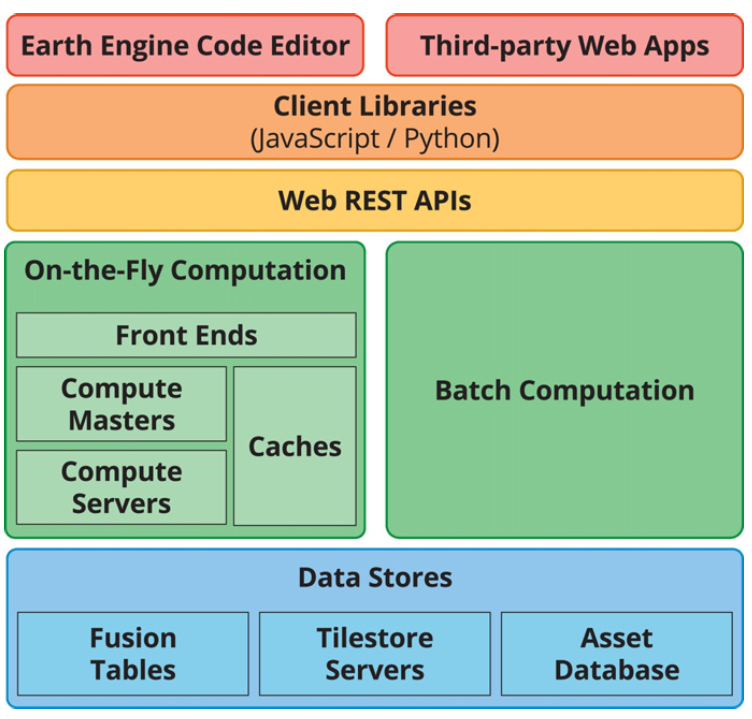 Earth Engine Code Editor
Third-party Web Apps
Client Libraries
(JavaScript / Python)
Web REST APIs
On-the-Fly Computation
Front Ends
Compute
Masters
Compute
Servers
Caches
Batch Computation
Data Stores
Fusion
Tables
Tilestore
Servers
Asset
Database